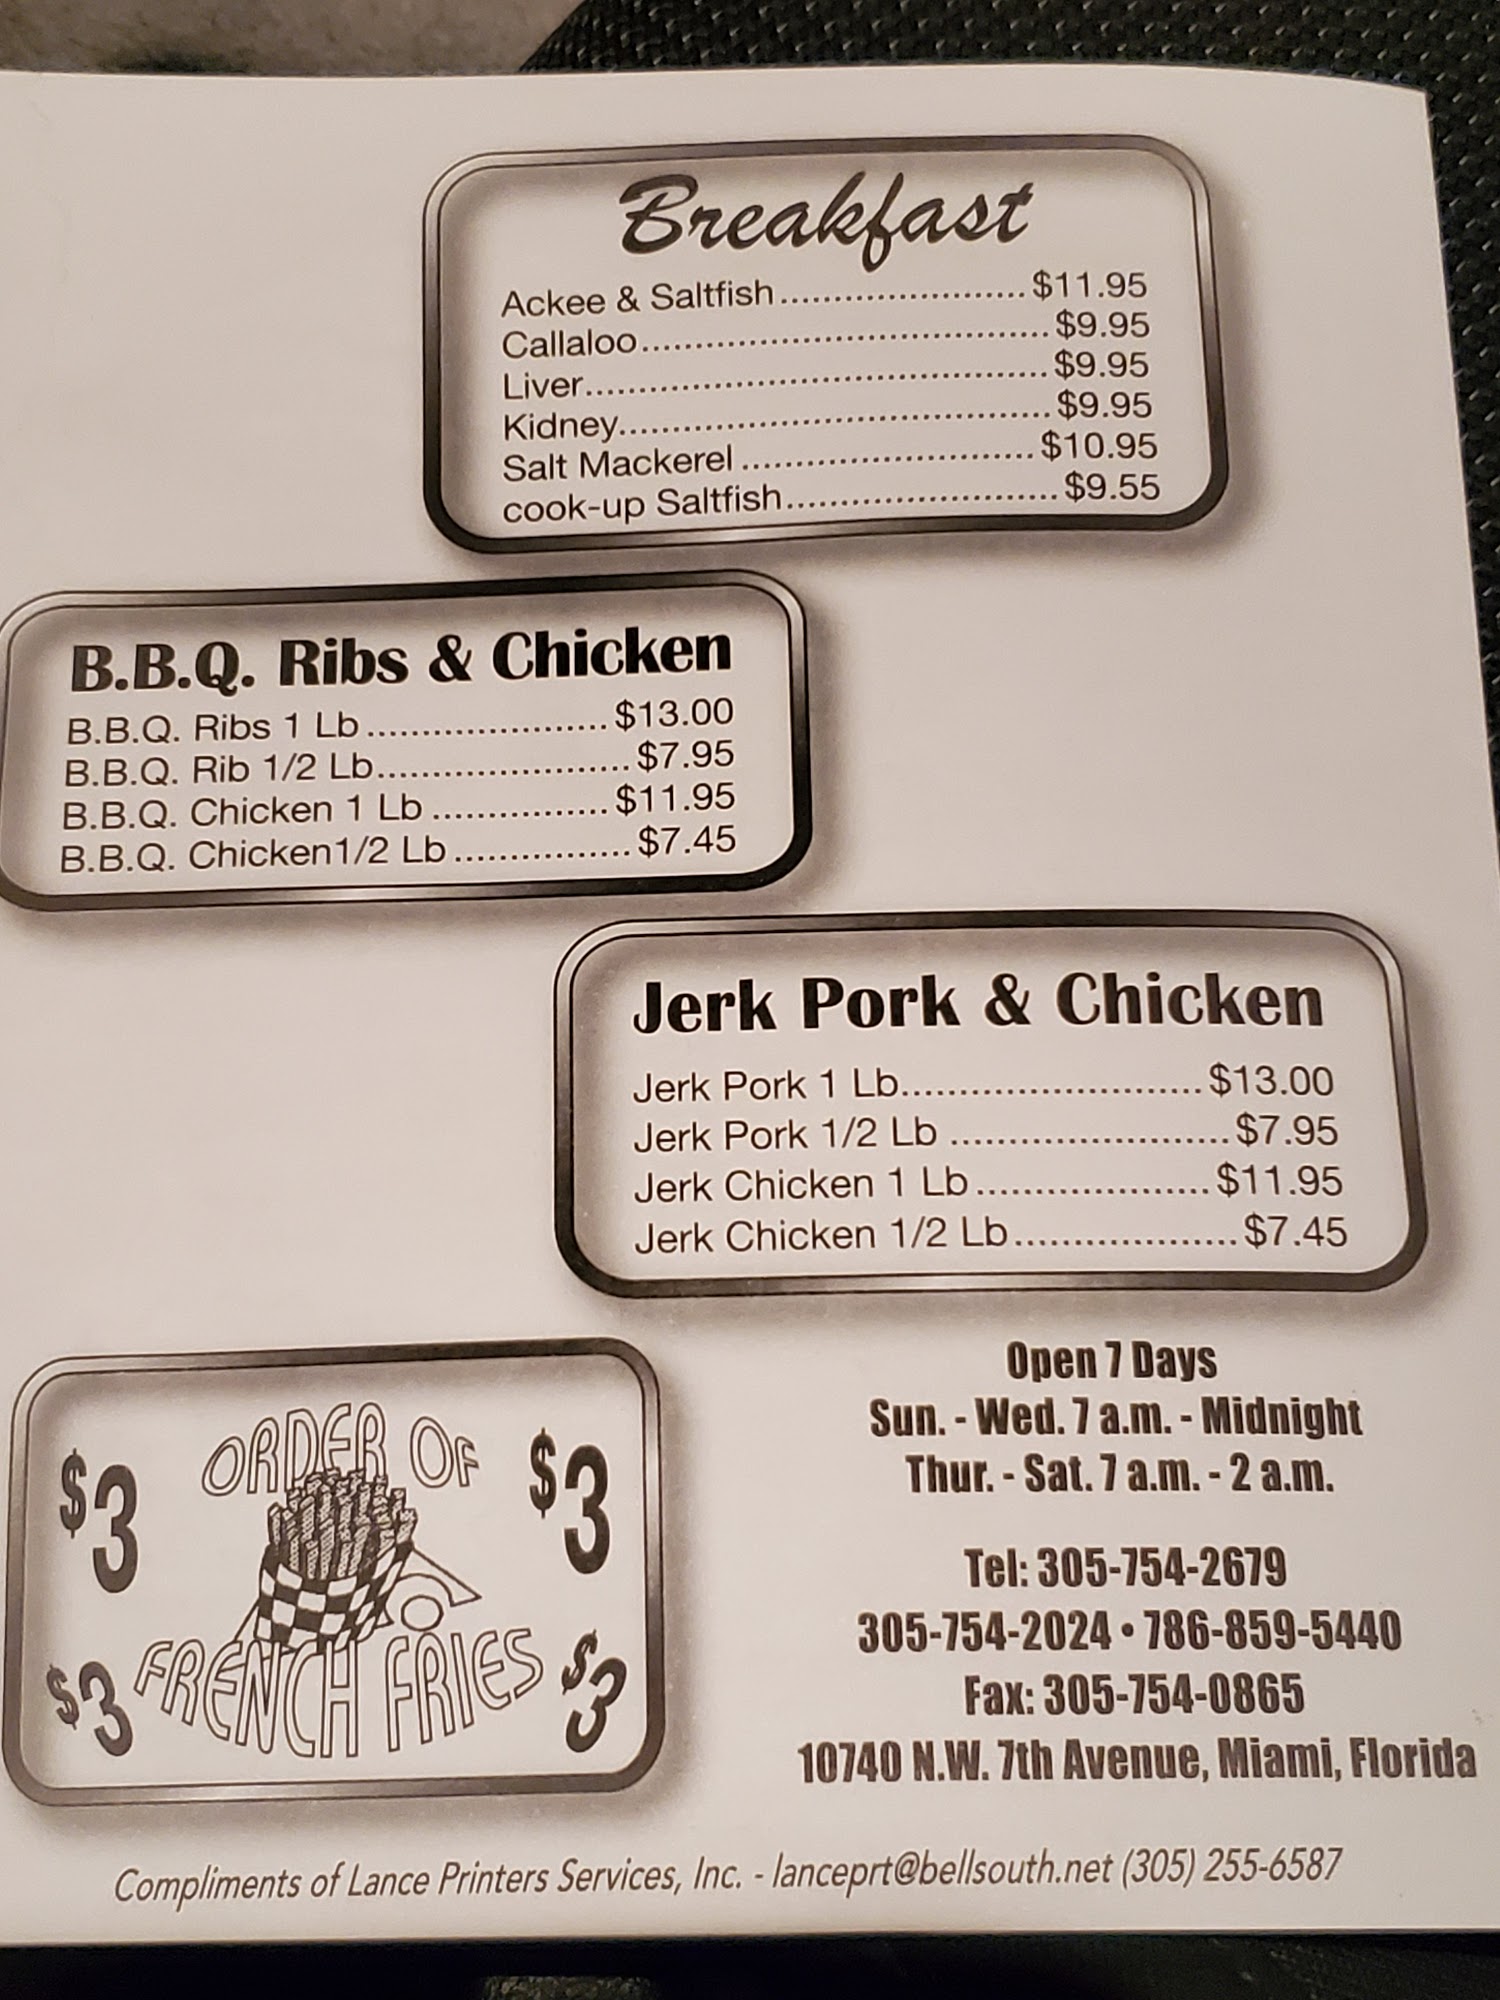 Breakfast
Ackee & Saltfish....................... $11.95
Callaloo...................................... $9.95
Liver........................................... $9.95
Kidney........................................ $9.95
Salt Mackerel ........................... $10.95
cook-up Saltfish......................... $9.55
B.B.Q. Ribs & Chicken
B.B.Q. Ribs 1 Lb ...................... $13.00
B.B.Q. Rib 1/2 Lb........................ $7.95
B.B.Q. Chicken 1 Lb ................ $11.95
B.B.Q. Chicken1/2 Lb ................ $7.45
Jerk Pork & Chicken
Jerk Pork 1 Lb.......................... $13.00
Jerk Pork 1/2 Lb ........................ $7.95
Jerk Chicken 1 Lb .................... $11.95
Jerk Chicken 1/2 Lb ................... $7.45
Open 7 Days
Sun. - Wed. 7 a.m. - Midnight
Thur. - Sat. 7 a.m. - 2 a.m.
$3 ORDER OF $3
$3 FRENCH FRIES $3
Tel: 305-754-2679
305-754-2024 • 786-859-5440
Fax: 305-754-0865
10740 N.W. 7th Avenue, Miami, Florida
Compliments of Lance Printers Services, Inc. - lanceprt@bellsouth.net (305) 255-6587